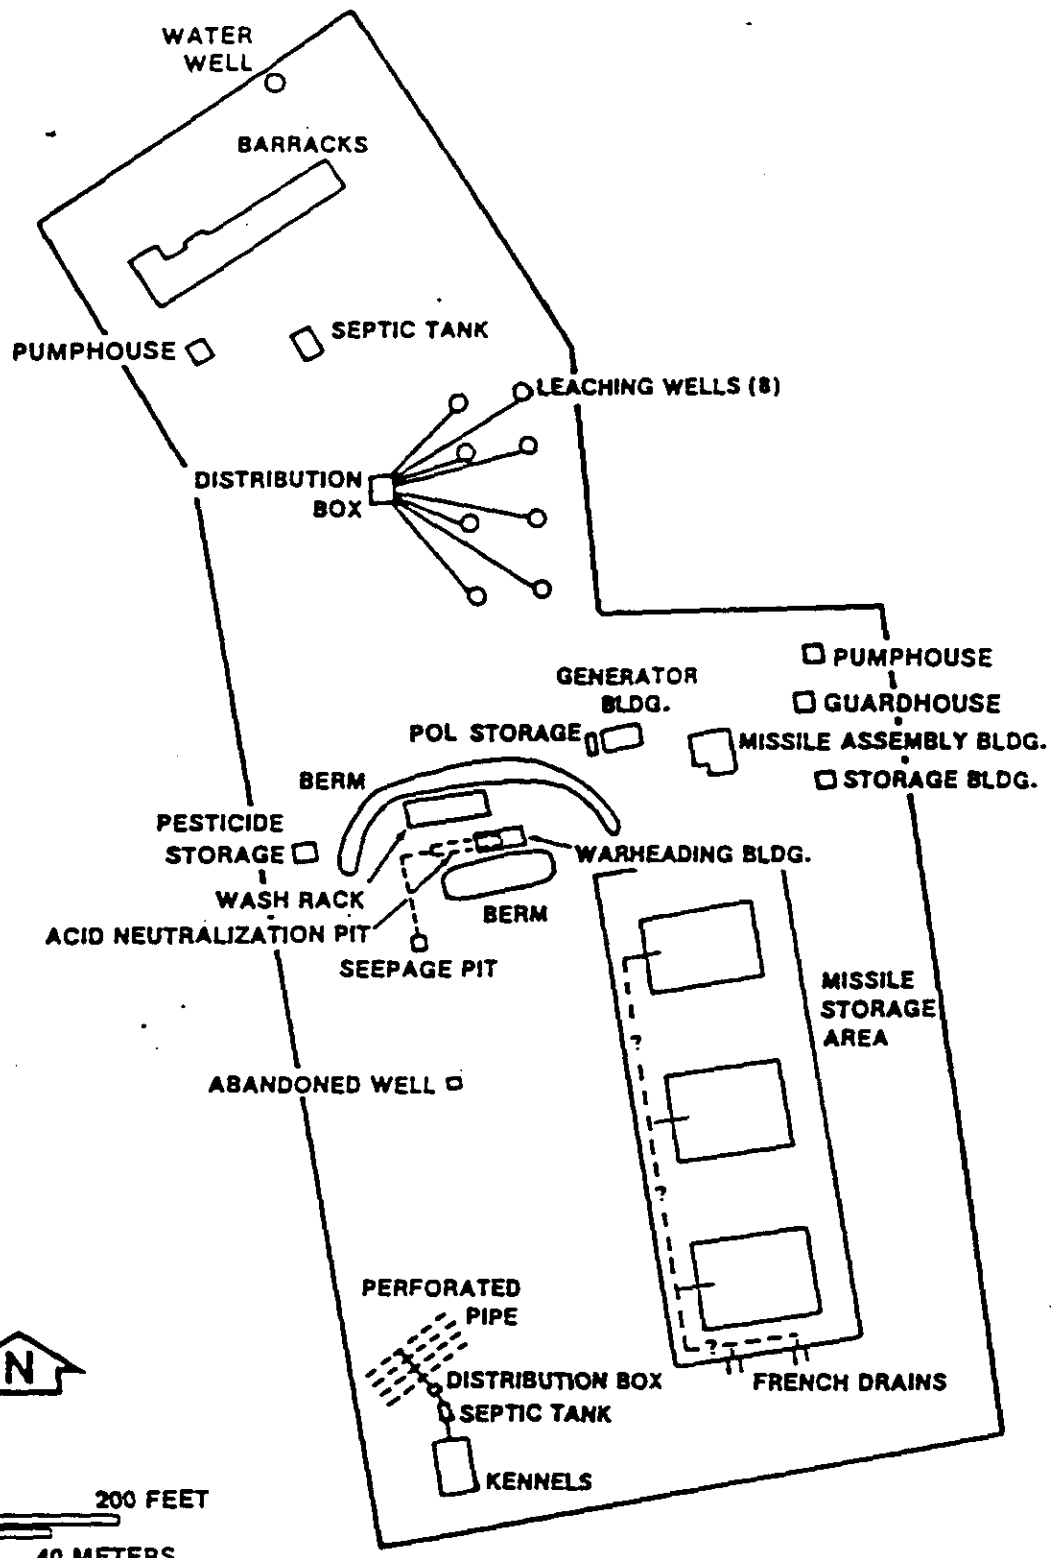 WATER
WELL
BARRACKS
SEPTIC TANK
PUMPHOUSE
LEACHING WELLS (8)
DISTRIBUTION
BOX
PUMPHOUSE
GENERATOR
BLDG.
GUARDHOUSE
POL STORAGE
MISSILE ASSEMBLY BLDG.
BERM
STORAGE BLDG.
PESTICIDE
STORAGE
WARHEADING BLDG.
WASH RACK
BERM
ACID NEUTRALIZATION PIT
SEEPAGE PIT
MISSILE
STORAGE
AREA
?
ABANDONED WELL
?
PERFORATED
PIPE
?
N
DISTRIBUTION BOX
FRENCH DRAINS
SEPTIC TANK
KENNELS
200 FEET
40 METERS